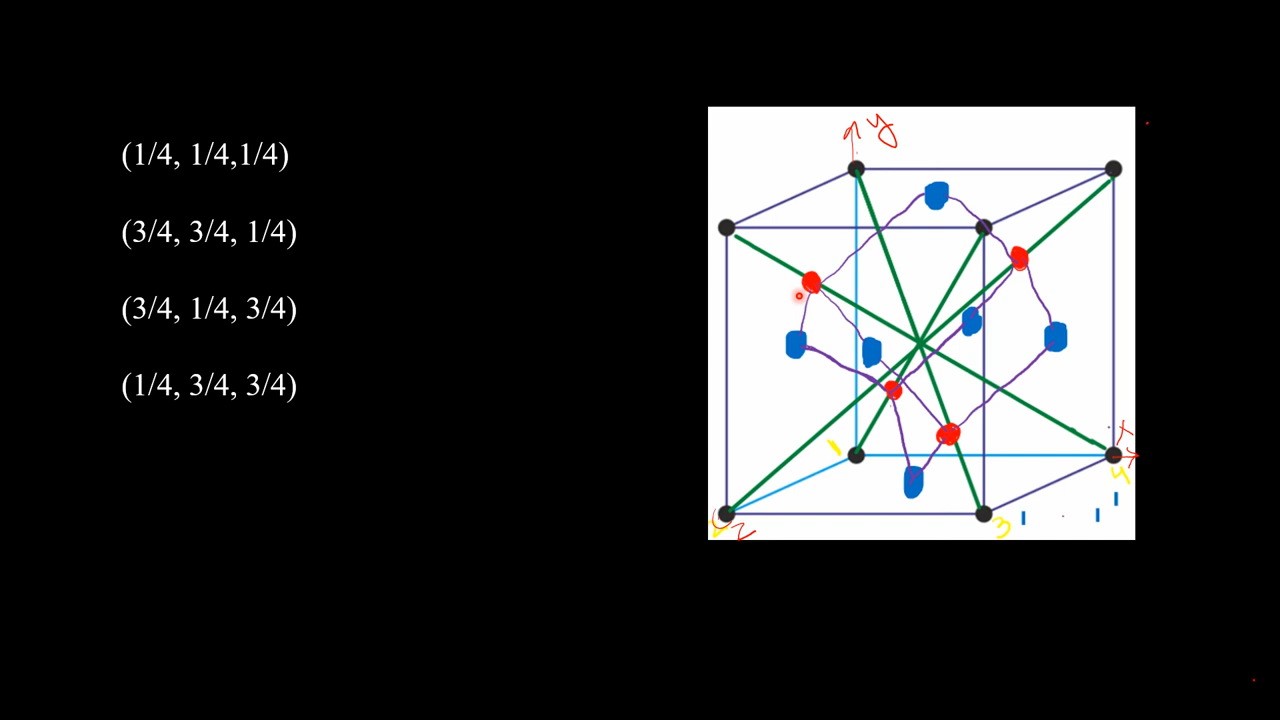 (1/4, 1/4,1/4)
(3/4, 3/4, 1/4)
(3/4, 1/4, 3/4)
(1/4, 3/4, 3/4)
y
1
x
4
z
3